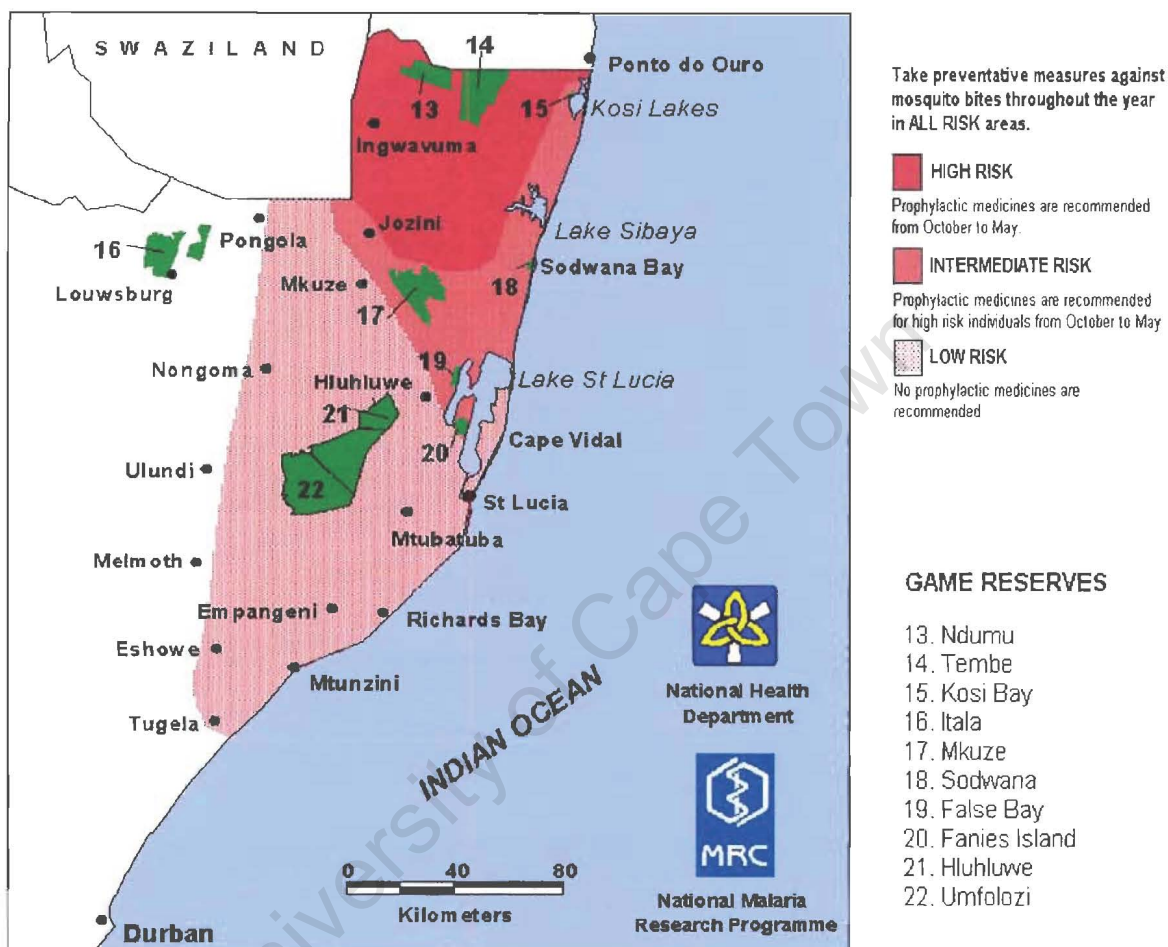 SWAZILAND
14
Ponto do Ouro
13
15
Kosi Lakes
Ingwavuma
16
Pongola
Jozini
Lake Sibaya
Louwsburg
Mkuze
17
18
Sodwana Bay
Nongoma
19
Lake St Lucia
Hluhluwe
21
20
Cape Vidal
Ulundi
22
St Lucia
Mtubatuba
Melmoth
Empangeni
Richards Bay
Eshowe
Mtunzini
Tugela
INDIAN OCEAN
0 40 80
Kilometers
Durban
National Health
Department
MRC
National Malaria
Research Programme
Take preventative measures against
mosquito bites throughout the year
in ALL RISK areas.
HIGH RISK
Prophylactic medicines are recommended
from October to May.
INTERMEDIATE RISK
Prophylactic medicines are recommended
for high risk individuals from October to May
LOW RISK
No prophylactic medicines are
recommended
GAME RESERVES
13. Ndumu
14. Tembe
15. Kosi Bay
16. Itala
17. Mkuze
18. Sodwana
19. False Bay
20. Fanies Island
21. Hluhluwe
22. Umfolozi
University of Cape Town